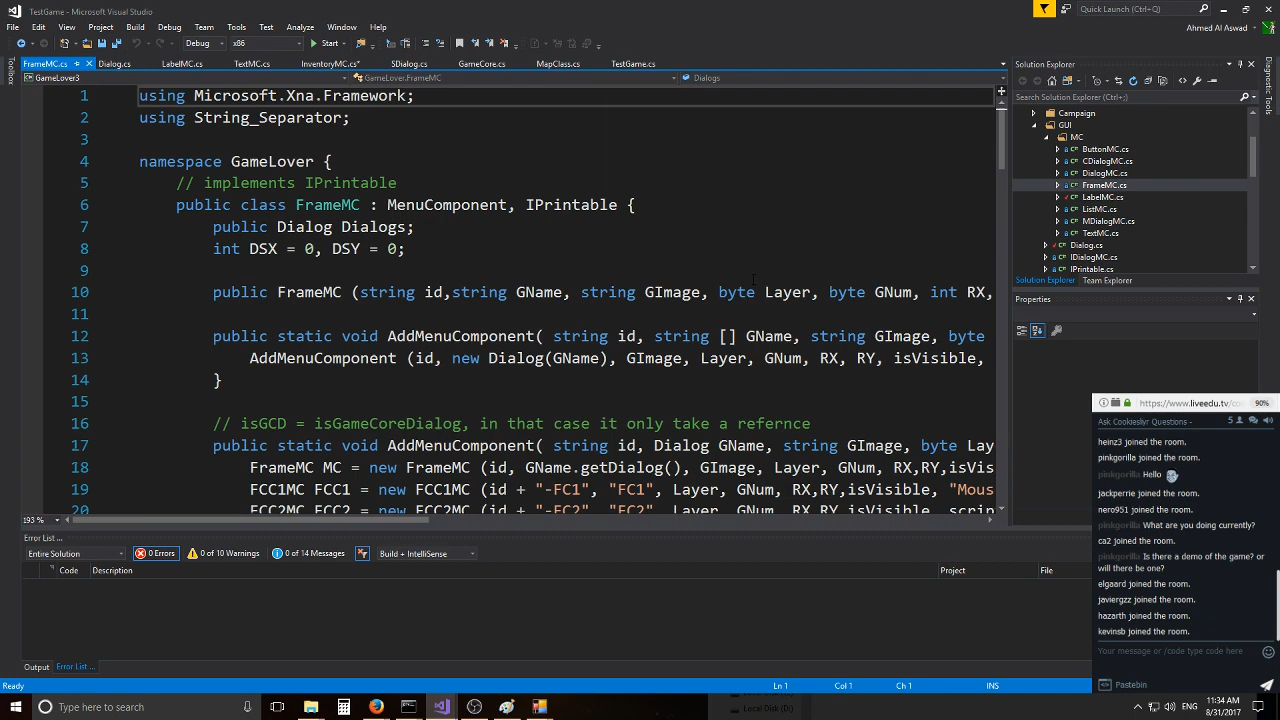 TestGame - Microsoft Visual Studio
Quick Launch (Ctrl+Q)
File Edit View Project Build Debug Team Tools Test Analyze Window Help
Ahmed Al Aswad
Debug x86 Start
FrameMC.cs Dialog.cs LabelMC.cs TextMC.cs InventoryMC.cs* SDialog.cs GameCore.cs MapClass.cs TestGame.cs
GameLover3 GameLover.FrameMC Dialogs
Toolbox
1 using Microsoft.Xna.Framework;
2 using String_Separator;
3
4 namespace GameLover {
5 // implements IPrintable
6 public class FrameMC : MenuComponent, IPrintable {
7 public Dialog Dialogs;
8 int DSX = 0, DSY = 0;
9
10 public FrameMC (string id,string GName, string GImage, byte Layer, byte GNum, int RX,
11
12 public static void AddMenuComponent( string id, string [] GName, string GImage, byte
13 AddMenuComponent (id, new Dialog(GName), GImage, Layer, GNum, RX, RY, isVisible,
14 }
15
16 // isGCD = isGameCoreDialog, in that case it only take a refernce
17 public static void AddMenuComponent( string id, Dialog GName, string GImage, byte Lay
18 FrameMC MC = new FrameMC (id, GName.getDialog(), GImage, Layer, GNum, RX,RY,isVis
19 FCC1MC FCC1 = new FCC1MC (id + "-FC1", "FC1", Layer, GNum, RX,RY,isVisible, "Mous
20 FCC2MC FCC2 = new FCC2MC (id + "-FC2", "FC2", Layer, GNum, RX,RY,isVisible, scrip
193 %
Solution Explorer
Search Solution Explorer (Ctrl+;)
Campaign
GUI
MC
ButtonMC.cs
CDialogMC.cs
DialogMC.cs
FrameMC.cs
LabelMC.cs
ListMC.cs
MDialogMC.cs
TextMC.cs
Dialog.cs
IDialogMC.cs
IPrintable.cs
Solution Explorer Team Explorer
Properties
Diagnostic Tools
Error List ...
Entire Solution 0 Errors 0 of 10 Warnings 0 of 14 Messages Build + IntelliSense
Code Description Project File
Output Error List ...
Ready Ln 1 Col 1 Ch 1 INS
https://www.liveedu.tv/co 90%
Ask Cookiesliyr Questions - 5
heinz3 joined the room.
pinkgorilla joined the room.
pinkgorilla Hello
jackperrie joined the room.
nero951 joined the room.
pinkgorilla What are you doing currently?
ca2 joined the room.
pinkgorilla Is there a demo of the game? or
will there be one?
elgaard joined the room.
javiergzz joined the room.
hazarth joined the room.
kevinsb joined the room.
Your message or /code type code here
Pastebin
Type here to search
Local Disk (D:)
ENG
11:34 AM
8/31/2017